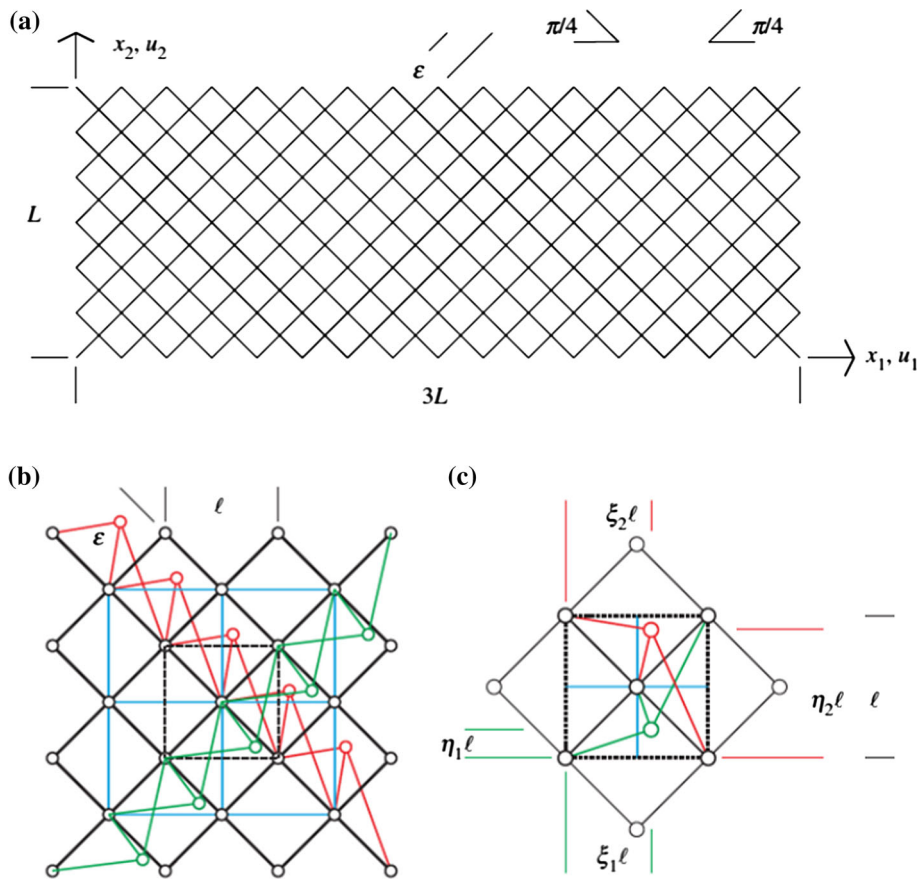 (a)
x₂, u₂
ε
π/4
π/4
L
x₁, u₁
3L
(b)
ℓ
ε
(c)
ξ₂ℓ
η₂ℓ
ℓ
η₁ℓ
ξ₁ℓ